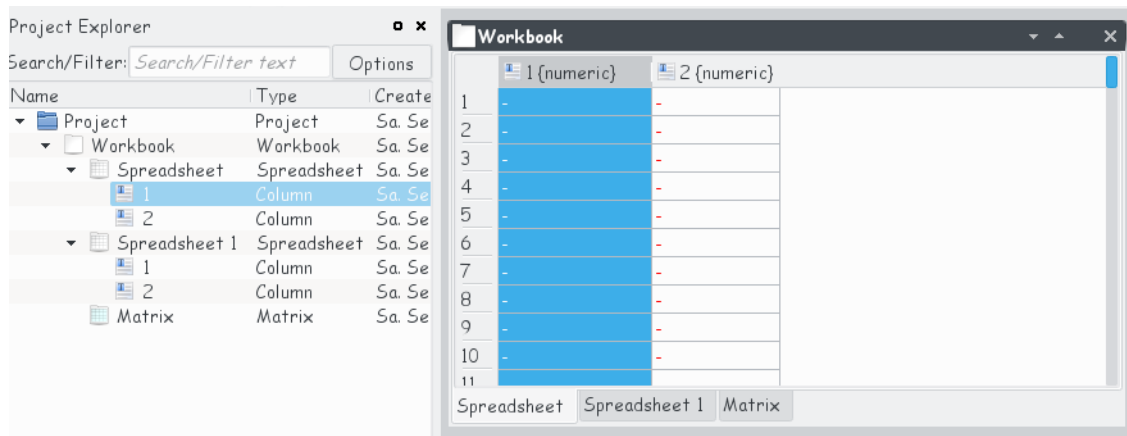 Project Explorer
Search/Filter: Search/Filter text Options
Name Type Create
Project Project Sa. Se
Workbook Workbook Sa. Se
Spreadsheet Spreadsheet Sa. Se
1 Column Sa. Se
2 Column Sa. Se
Spreadsheet 1 Spreadsheet Sa. Se
1 Column Sa. Se
2 Column Sa. Se
Matrix Matrix Sa. Se
Workbook
1 {numeric} 2 {numeric}
1 - -
2 - -
3 - -
4 - -
5 - -
6 - -
7 - -
8 - -
9 - -
10 - -
11
Spreadsheet Spreadsheet 1 Matrix